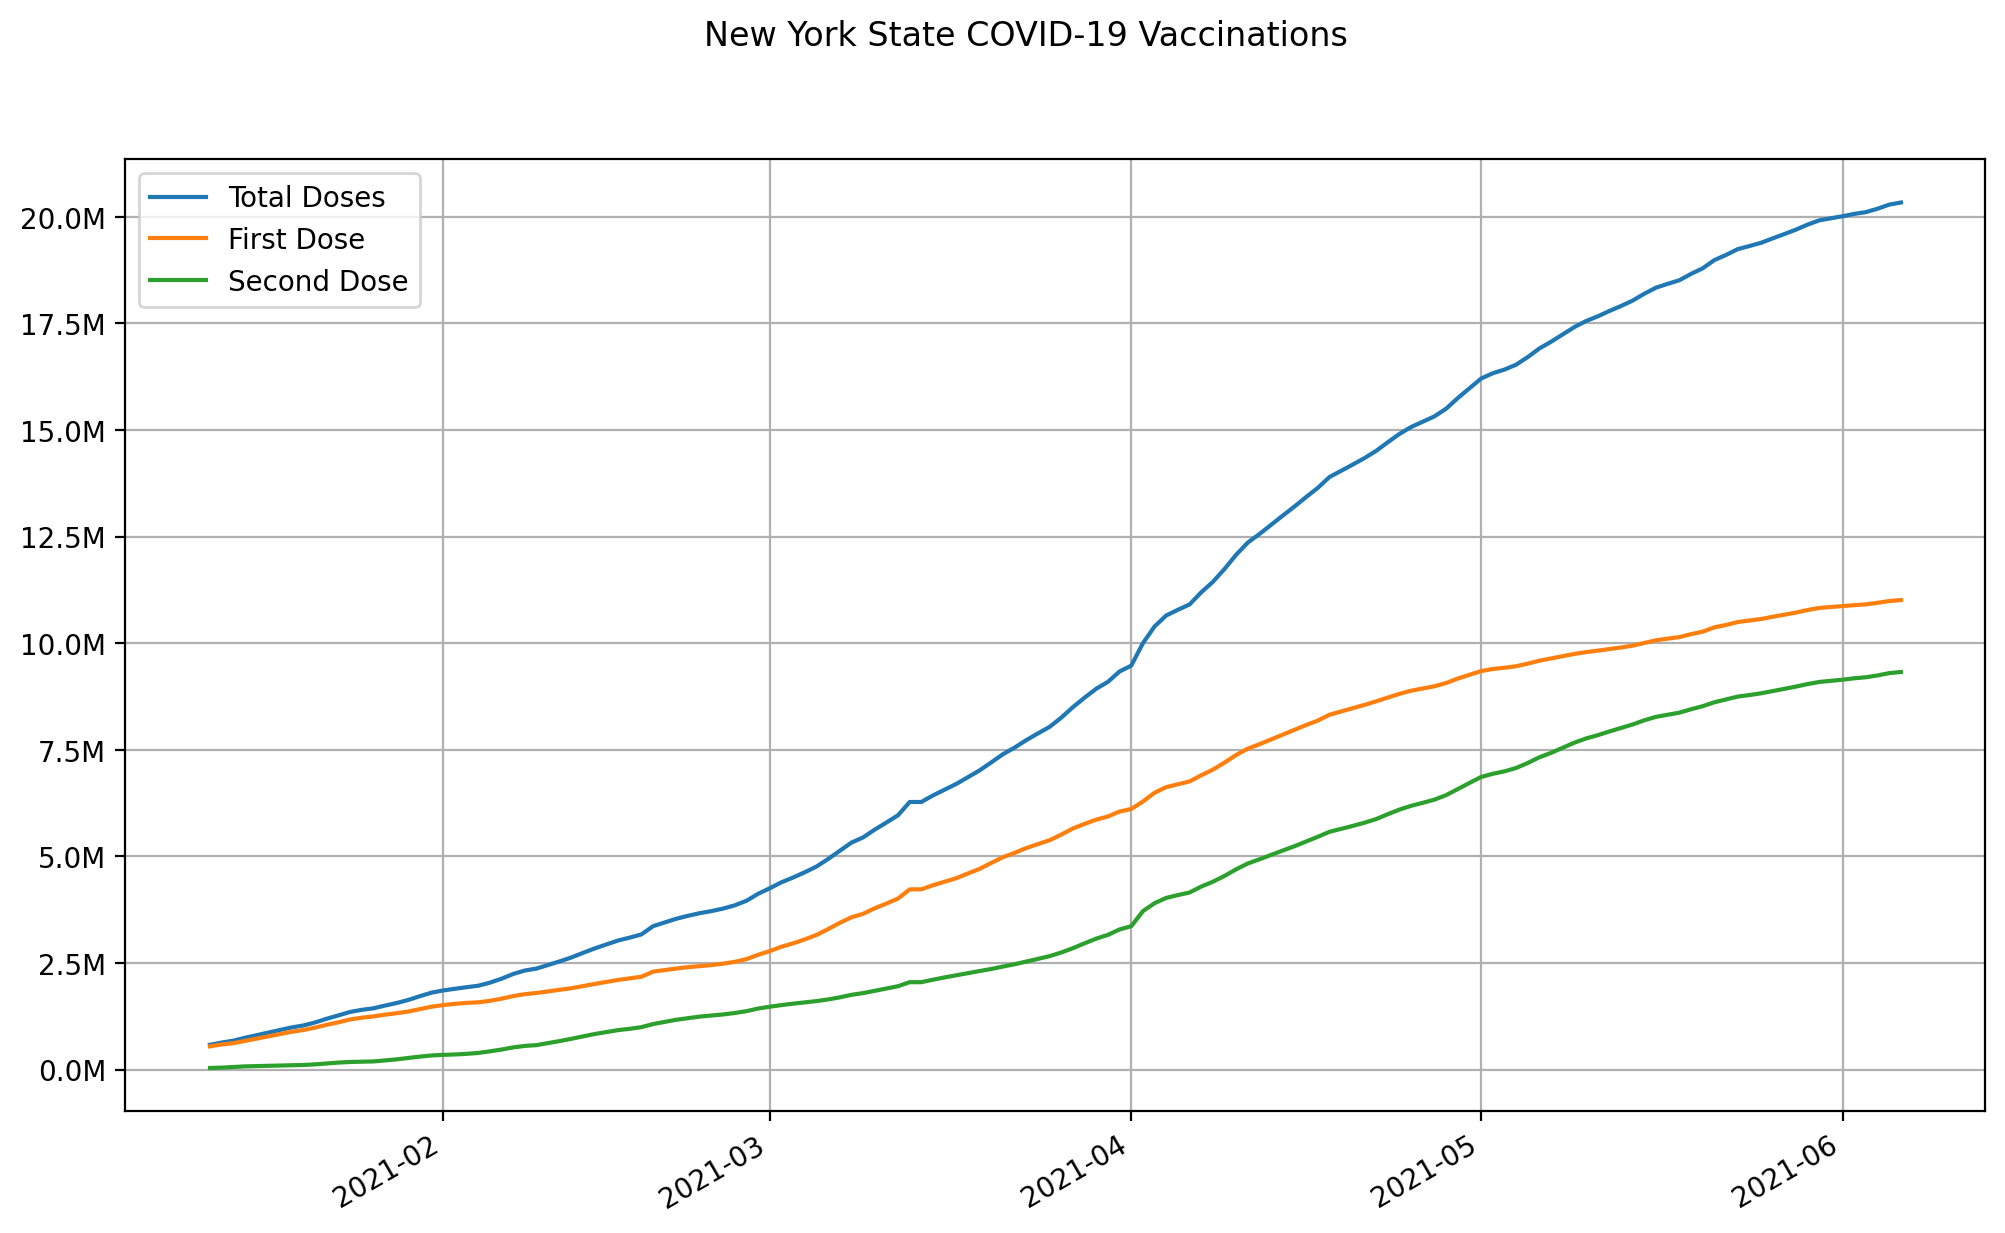 New York State COVID-19 Vaccinations
Total Doses
First Dose
Second Dose
20.0M
17.5M
15.0M
12.5M
10.0M
7.5M
5.0M
2.5M
0.0M
2021-02
2021-03
2021-04
2021-05
2021-06